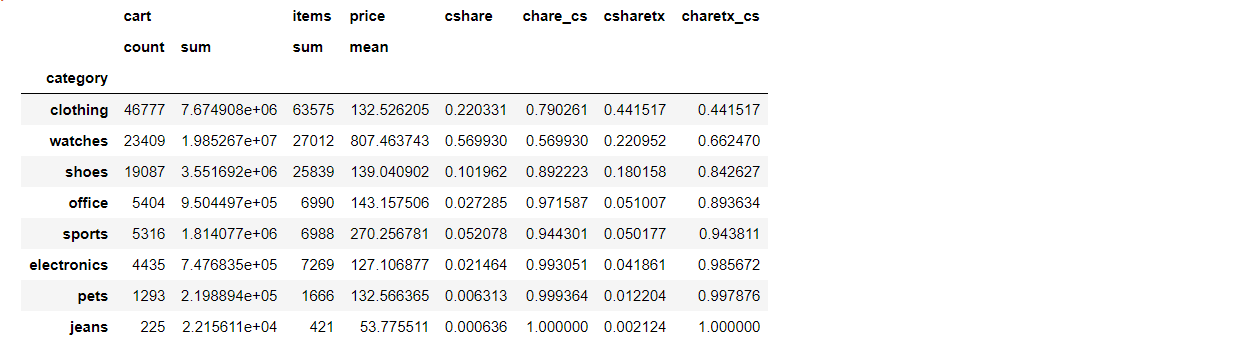 cart items price cshare chare_cs csharetx charetx_cs
count sum sum mean
category
clothing 46777 7.674908e+06 63575 132.526205 0.220331 0.790261 0.441517 0.441517
watches 23409 1.985267e+07 27012 807.463743 0.569930 0.569930 0.220952 0.662470
shoes 19087 3.551692e+06 25839 139.040902 0.101962 0.892223 0.180158 0.842627
office 5404 9.504497e+05 6990 143.157506 0.027285 0.971587 0.051007 0.893634
sports 5316 1.814077e+06 6988 270.256781 0.052078 0.944301 0.050177 0.943811
electronics 4435 7.476835e+05 7269 127.106877 0.021464 0.993051 0.041861 0.985672
pets 1293 2.198894e+05 1666 132.566365 0.006313 0.999364 0.012204 0.997876
jeans 225 2.215611e+04 421 53.775511 0.000636 1.000000 0.002124 1.000000